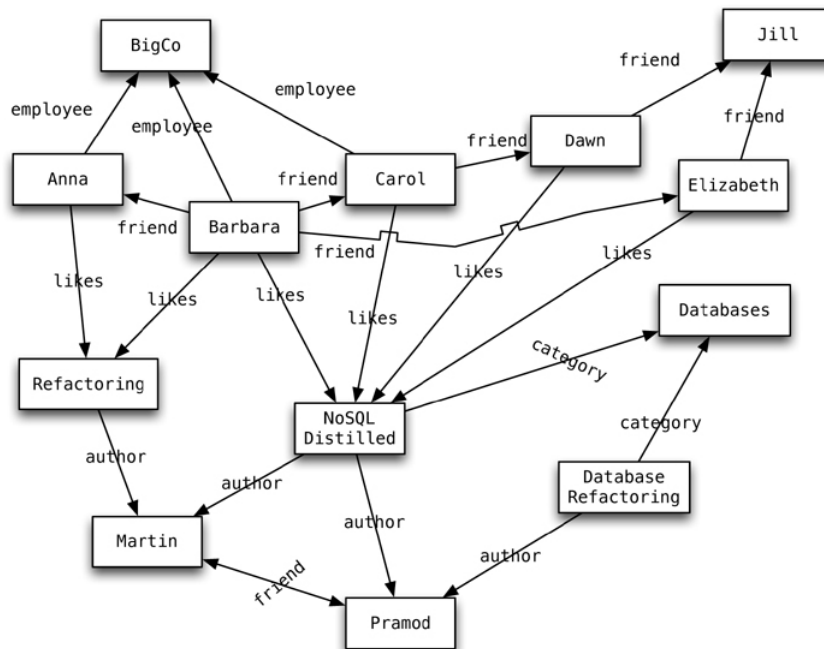 BigCo
Jill
friend
employee
employee
friend
employee
friend
Dawn
Anna
friend
Carol
Elizabeth
friend
Barbara
friend
likes
likes
likes
likes
likes
likes
Databases
category
Refactoring
NoSQL
Distilled
category
author
author
Database
Refactoring
author
author
Martin
friend
Pramod